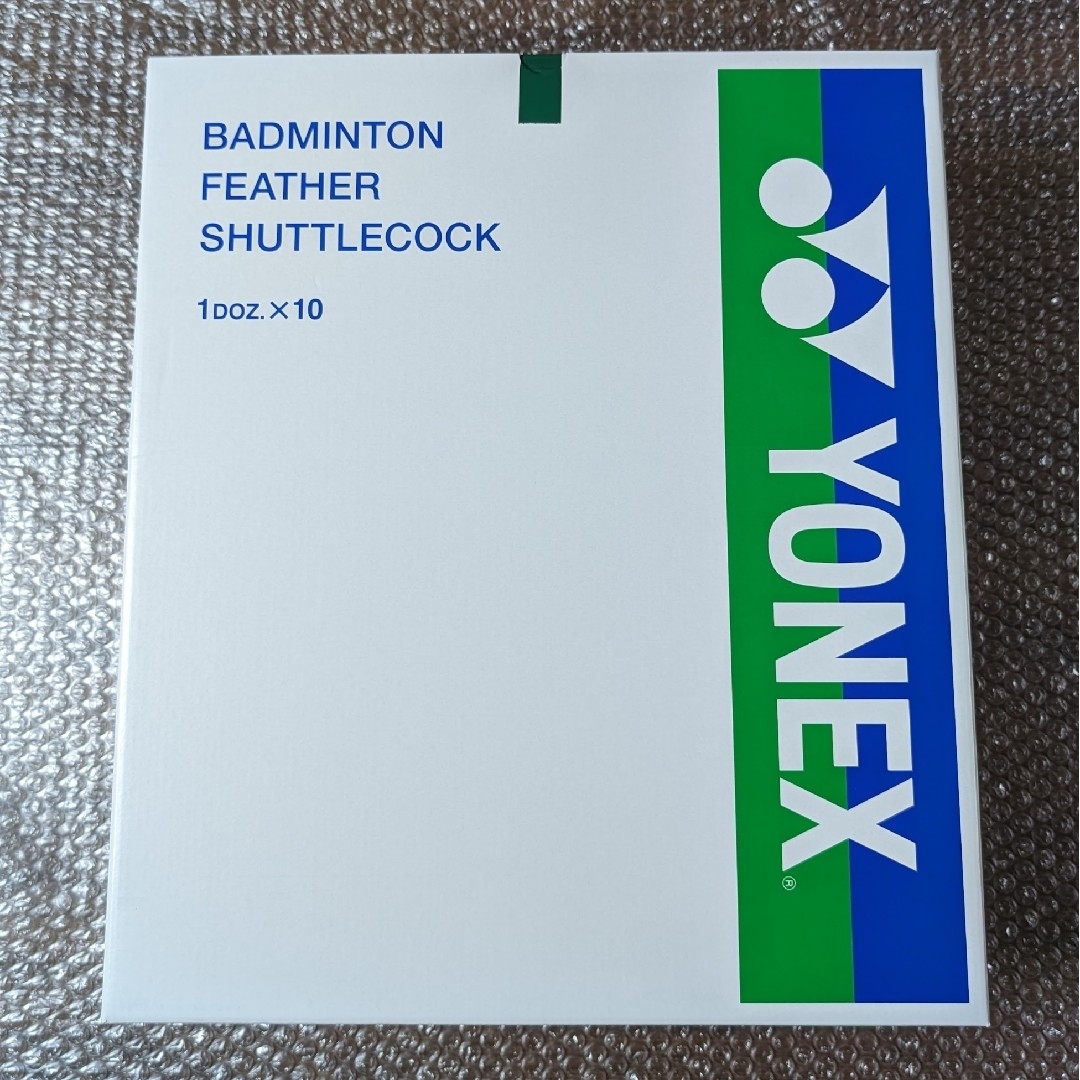 BADMINTON
FEATHER
SHUTTLECOCK
1DOZ.×10
YONEX®